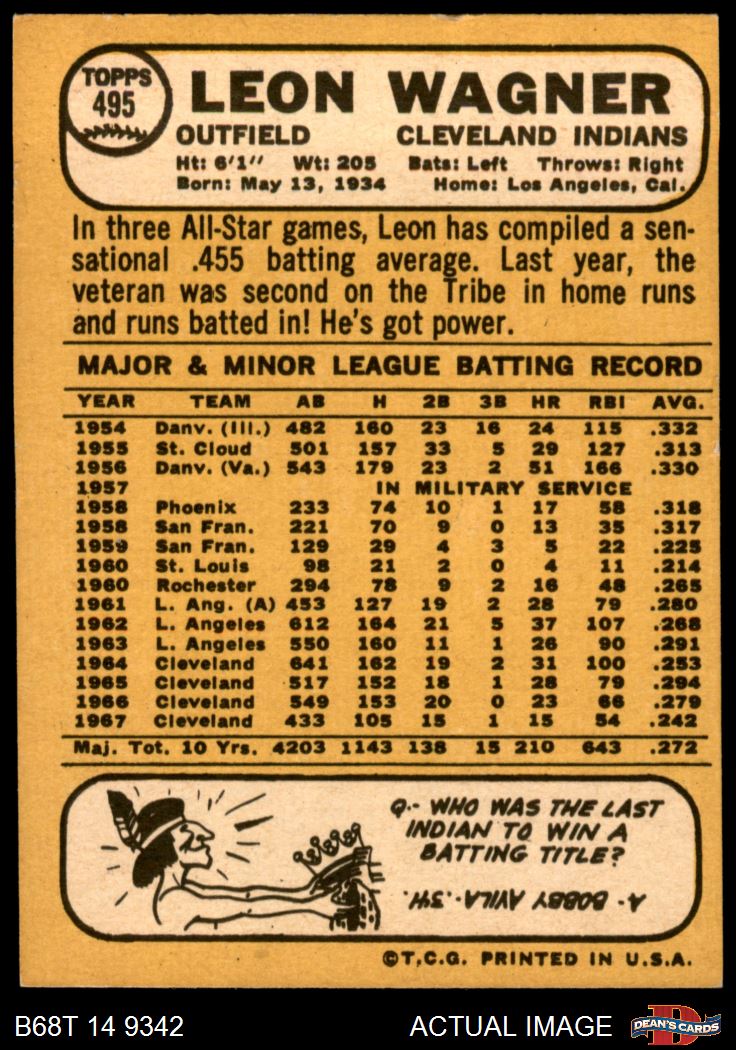 TOPPS
495
LEON WAGNER
OUTFIELD CLEVELAND INDIANS
Ht: 6'1" Wt: 205 Bats: Left Throws: Right
Born: May 13, 1934 Home: Los Angeles, Cal.
In three All-Star games, Leon has compiled a sen-
sational .455 batting average. Last year, the
veteran was second on the Tribe in home runs
and runs batted in! He's got power.
MAJOR & MINOR LEAGUE BATTING RECORD
YEAR TEAM AB H 2B 3B HR RBI AVG.
1954 Danv. (Ill.) 482 160 23 16 24 115 .332
1955 St. Cloud 501 157 33 5 29 127 .313
1956 Danv. (Va.) 543 179 23 2 51 166 .330
1957 IN MILITARY SERVICE
1958 Phoenix 233 74 10 1 17 58 .318
1958 San Fran. 221 70 9 0 13 35 .317
1959 San Fran. 129 29 4 3 5 22 .225
1960 St. Louis 98 21 2 0 4 11 .214
1960 Rochester 294 78 9 2 16 48 .265
1961 L. Ang. (A) 453 127 19 2 28 79 .280
1962 L. Angeles 612 164 21 5 37 107 .268
1963 L. Angeles 550 160 11 1 26 90 .291
1964 Cleveland 641 162 19 2 31 100 .253
1965 Cleveland 517 152 18 1 28 79 .294
1966 Cleveland 549 153 20 0 23 66 .279
1967 Cleveland 433 105 15 1 15 54 .242
Maj. Tot. 10 Yrs. 4203 1143 138 15 210 643 .272
Q.- WHO WAS THE LAST
INDIAN TO WIN A
BATTING TITLE?
A- BOBBY AVILA-.341.
©T.C.G. PRINTED IN U.S.A.
B68T 14 9342 ACTUAL IMAGE
DEAN'S CARDS